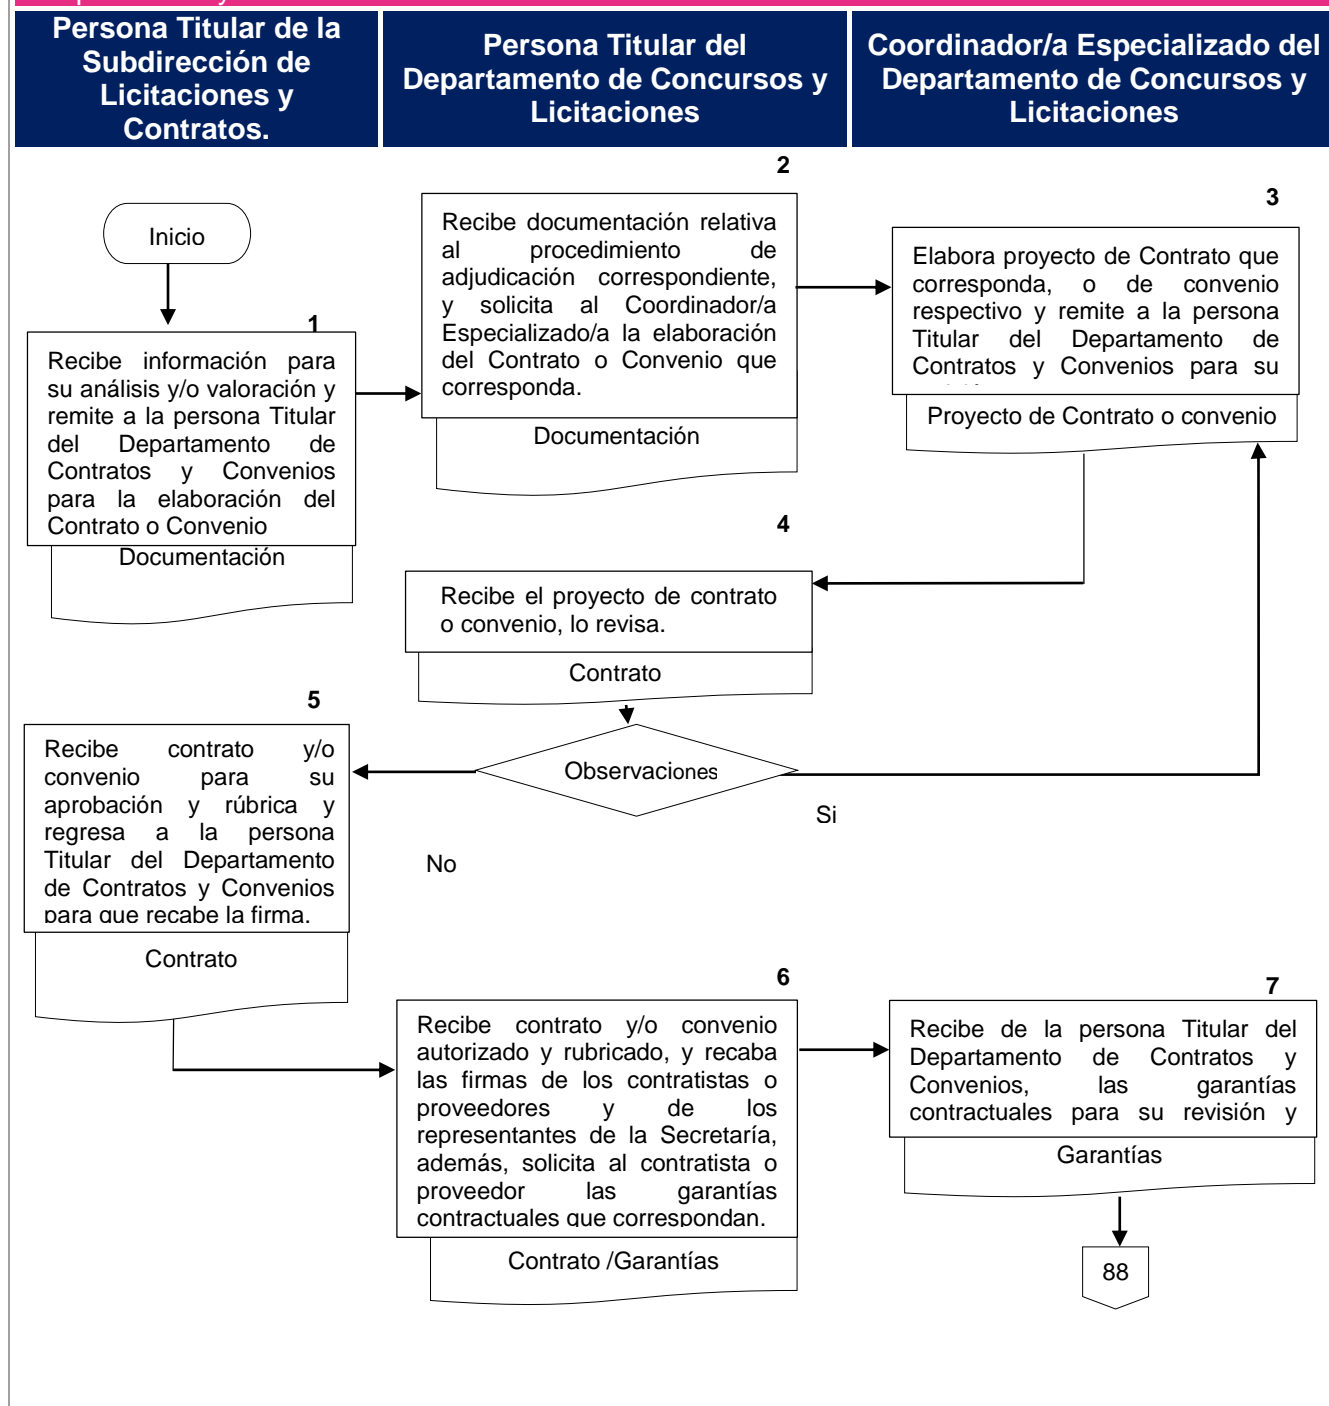 Persona Titular de la
Subdirección de
Licitaciones y
Contratos.
Persona Titular del
Departamento de Concursos y
Licitaciones
Coordinador/a Especializado del
Departamento de Concursos y
Licitaciones
Inicio
1
Recibe información para
su análisis y/o valoración y
remite a la persona Titular
del Departamento de
Contratos y Convenios
para la elaboración del
Contrato o Convenio
Documentación
2
Recibe documentación relativa
al procedimiento de
adjudicación correspondiente,
y solicita al Coordinador/a
Especializado/a la elaboración
del Contrato o Convenio que
corresponda.
Documentación
3
Elabora proyecto de Contrato que
corresponda, o de convenio
respectivo y remite a la persona
Titular del Departamento de
Contratos y Convenios para su
Proyecto de Contrato o convenio
4
Recibe el proyecto de contrato
o convenio, lo revisa.
Contrato
Observaciones
Si
No
5
Recibe contrato y/o
convenio para su
aprobación y rúbrica y
regresa a la persona
Titular del Departamento
de Contratos y Convenios
para que recabe la firma.
Contrato
6
Recibe contrato y/o convenio
autorizado y rubricado, y recaba
las firmas de los contratistas o
proveedores y de los
representantes de la Secretaría,
además, solicita al contratista o
proveedor las garantías
contractuales que correspondan.
Contrato /Garantías
7
Recibe de la persona Titular del
Departamento de Contratos y
Convenios, las garantías
contractuales para su revisión y
Garantías
88